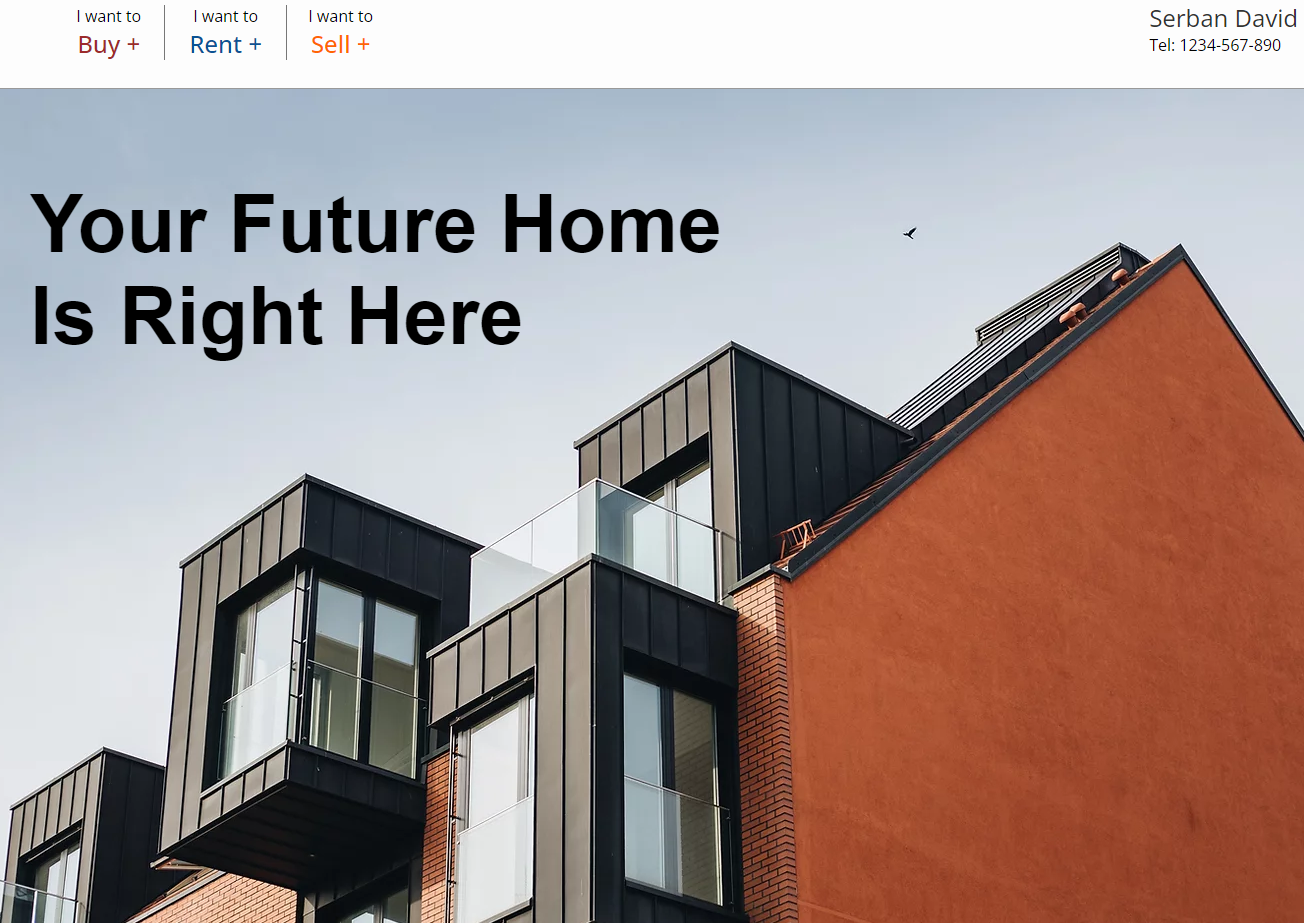 I want to
Buy +
I want to
Rent +
I want to
Sell +
Serban David
Tel: 1234-567-890
Your Future Home
Is Right Here